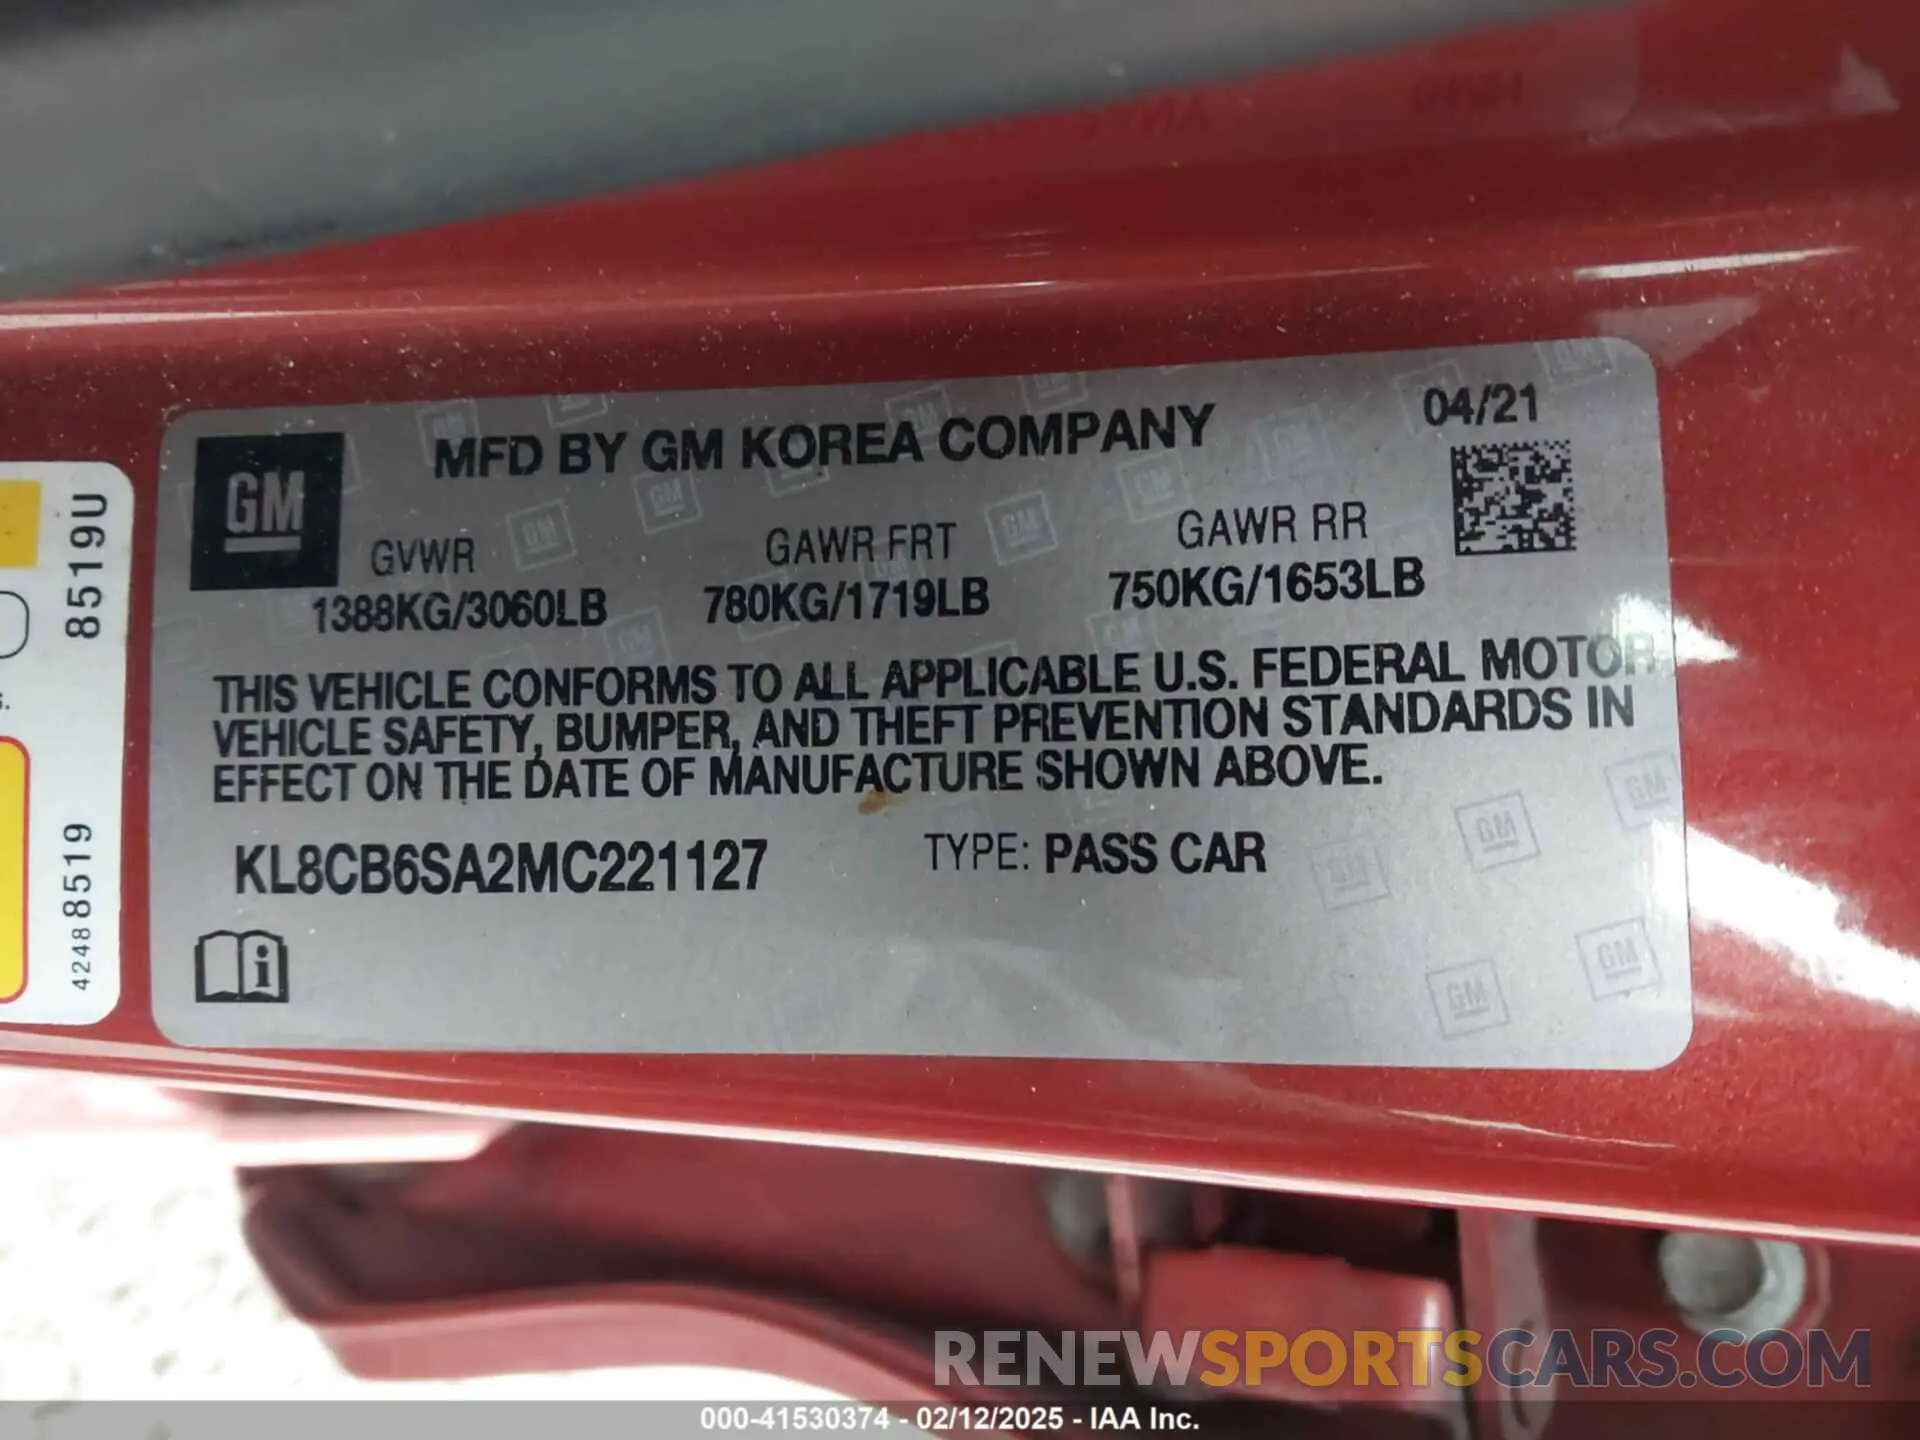 MFD BY GM KOREA COMPANY
04/21
GM
GVWR
GAWR FRT
GAWR RR
1388KG/3060LB
780KG/1719LB
750KG/1653LB
THIS VEHICLE CONFORMS TO ALL APPLICABLE U.S. FEDERAL MOTOR
VEHICLE SAFETY, BUMPER, AND THEFT PREVENTION STANDARDS IN
EFFECT ON THE DATE OF MANUFACTURE SHOWN ABOVE.
KL8CB6SA2MC221127
TYPE: PASS CAR
8519U
42488519
RENEWSPORTSCARS.COM
000-41530374 - 02/12/2025 - IAA Inc.